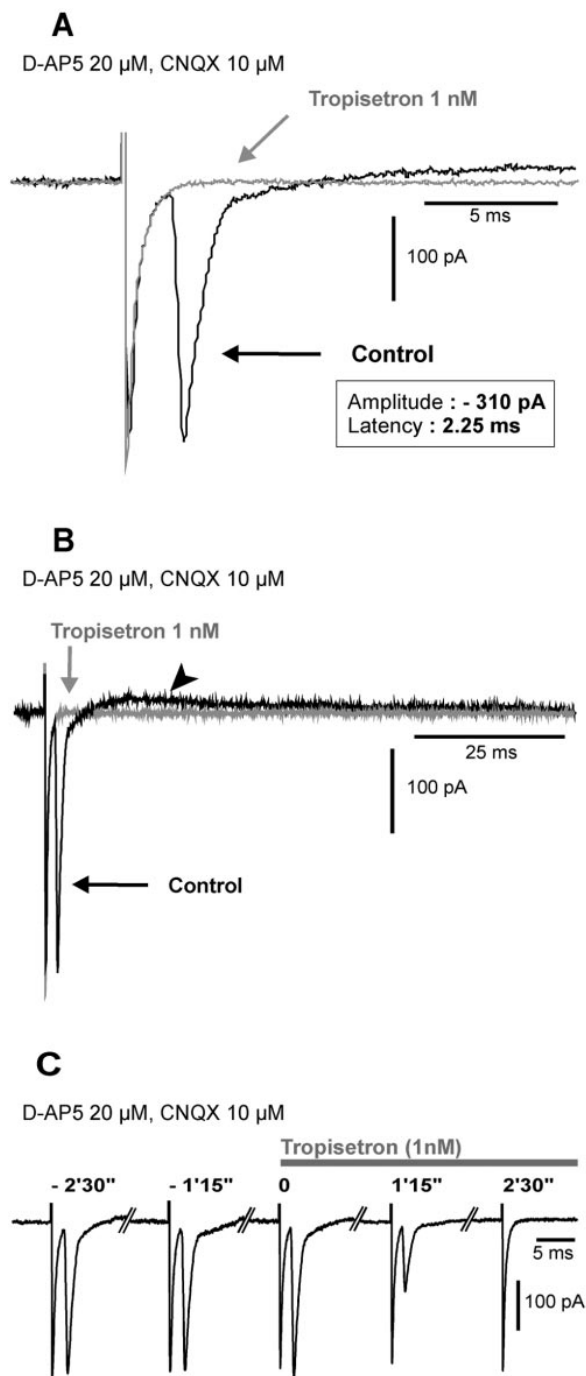 A
D-AP5 20 µM, CNQX 10 µM
Tropisetron 1 nM
5 ms
100 pA
Control
Amplitude : - 310 pA
Latency : 2.25 ms
B
D-AP5 20 µM, CNQX 10 µM
Tropisetron 1 nM
25 ms
100 pA
Control
C
D-AP5 20 µM, CNQX 10 µM
Tropisetron (1nM)
- 2'30" - 1'15" 0 1'15" 2'30"
5 ms
100 pA